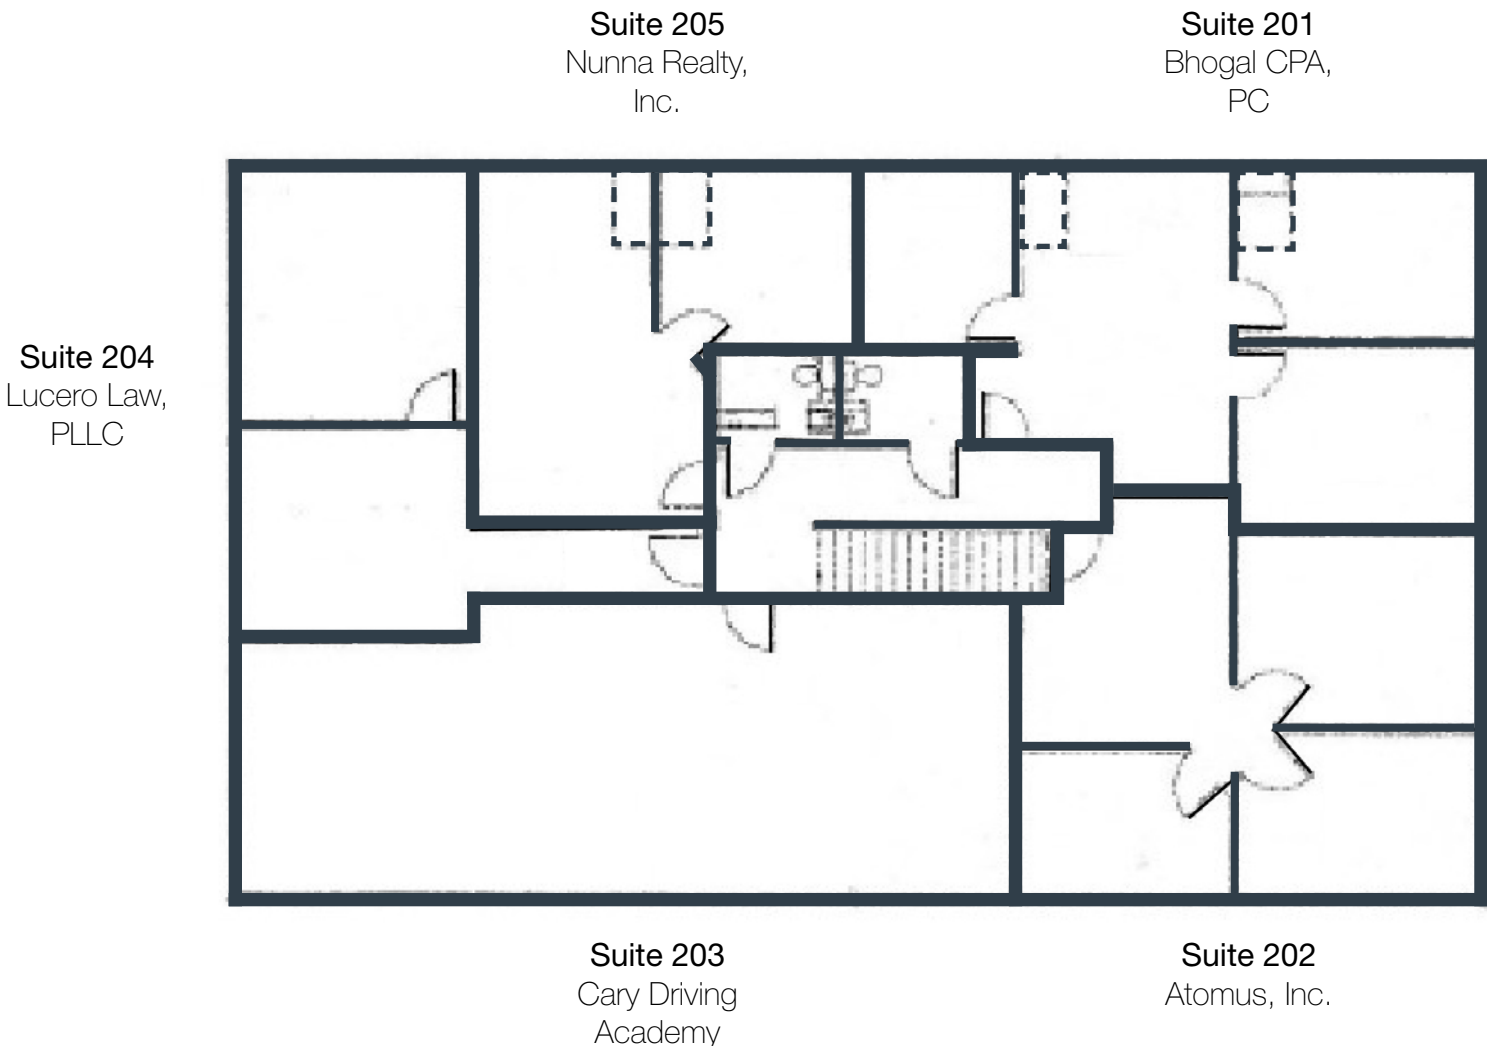 Suite 205
Nunna Realty,
Inc.
Suite 201
Bhogal CPA,
PC
Suite 204
Lucero Law,
PLLC
Suite 203
Cary Driving
Academy
Suite 202
Atomus, Inc.